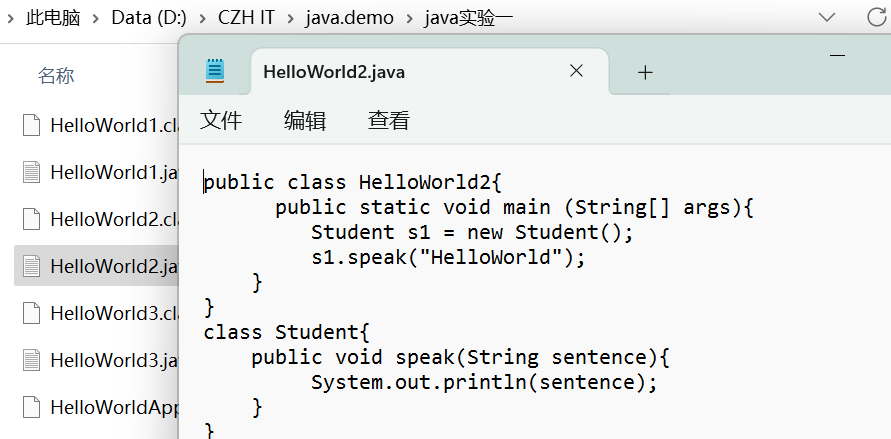 此电脑 > Data (D:) > CZH IT > java.demo > java实验一
HelloWorld2.java
文件 编辑 查看
名称
HelloWorld1.cla
HelloWorld1.ja
HelloWorld2.cla
HelloWorld2.ja
HelloWorld3.cla
HelloWorld3.ja
HelloWorldApp
public class HelloWorld2{
public static void main (String[] args){
Student s1 = new Student();
s1.speak("HelloWorld");
}
}
class Student{
public void speak(String sentence){
System.out.println(sentence);
}
}